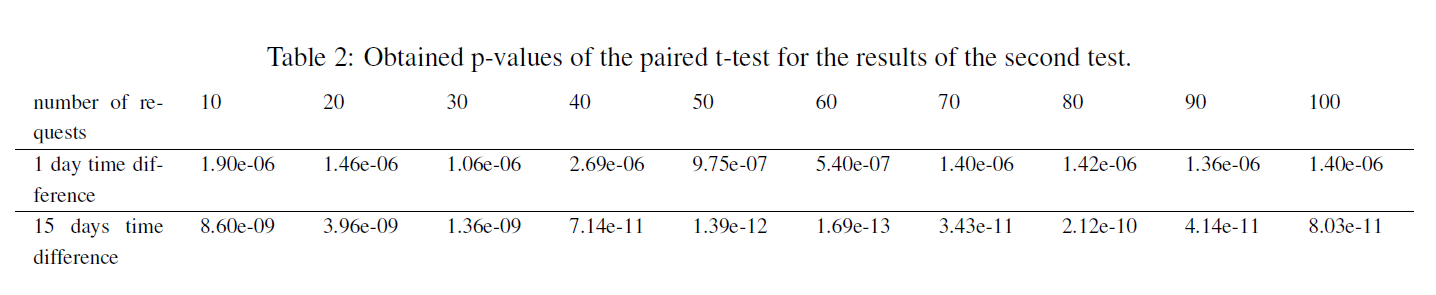 Table 2: Obtained p-values of the paired t-test for the results of the second test.
number of re- 10 20 30 40 50 60 70 80 90 100
quests
1 day time dif- 1.90e-06 1.46e-06 1.06e-06 2.69e-06 9.75e-07 5.40e-07 1.40e-06 1.42e-06 1.36e-06 1.40e-06
ference
15 days time 8.60e-09 3.96e-09 1.36e-09 7.14e-11 1.39e-12 1.69e-13 3.43e-11 2.12e-10 4.14e-11 8.03e-11
difference